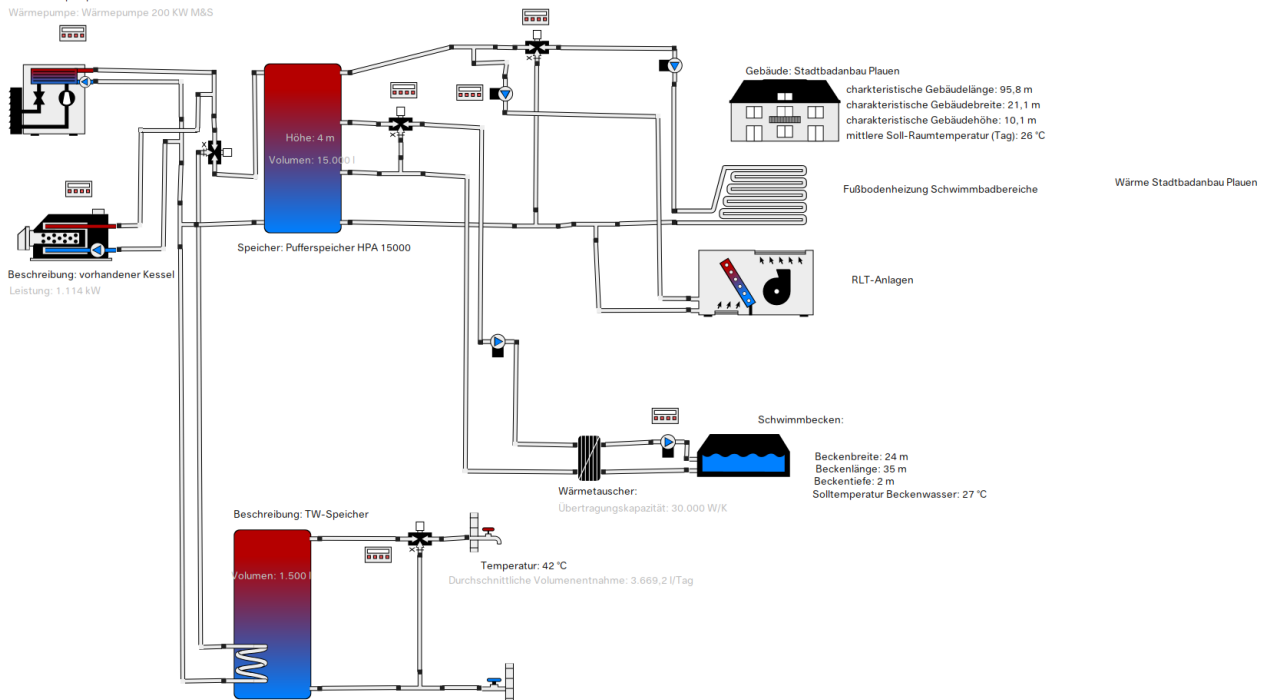 Wärmepumpe: Wärmepumpe 200 KW M&S
Gebäude: Stadtbadanbau Plauen
charkteristische Gebäudelänge: 95,8 m
charakteristische Gebäudebreite: 21,1 m
charakteristische Gebäudehöhe: 10,1 m
mittlere Soll-Raumtemperatur (Tag): 26 °C
Höhe: 4 m
Volumen: 15.000 l
Fußbodenheizung Schwimmbadbereiche
Wärme Stadtbadanbau Plauen
Speicher: Pufferspeicher HPA 15000
Beschreibung: vorhandener Kessel
Leistung: 1.114 kW
RLT-Anlagen
Schwimmbecken:
Beckenbreite: 24 m
Beckenlänge: 35 m
Beckentiefe: 2 m
Solltemperatur Beckenwasser: 27 °C
Wärmetauscher:
Übertragungskapazität: 30.000 W/K
Beschreibung: TW-Speicher
Volumen: 1.500 l
Temperatur: 42 °C
Durchschnittliche Volumenentnahme: 3.669,2 l/Tag
X
X
X
X